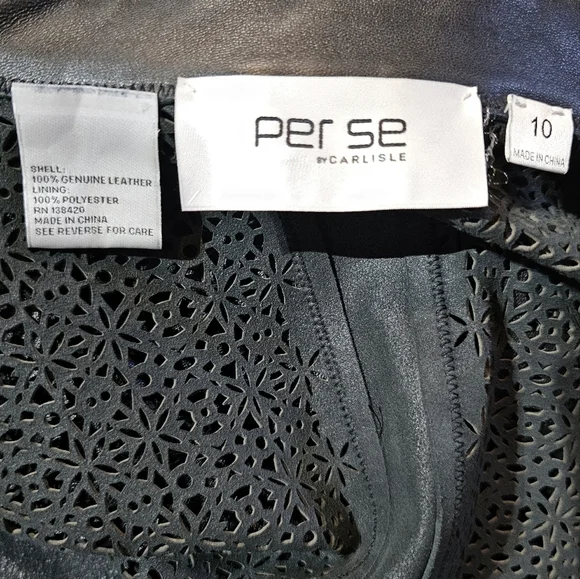 SHELL:
100% GENUINE LEATHER
LINING:
100% POLYESTER
RN 138420
MADE IN CHINA
SEE REVERSE FOR CARE
per se
BY CARLISLE
10
MADE IN CHINA